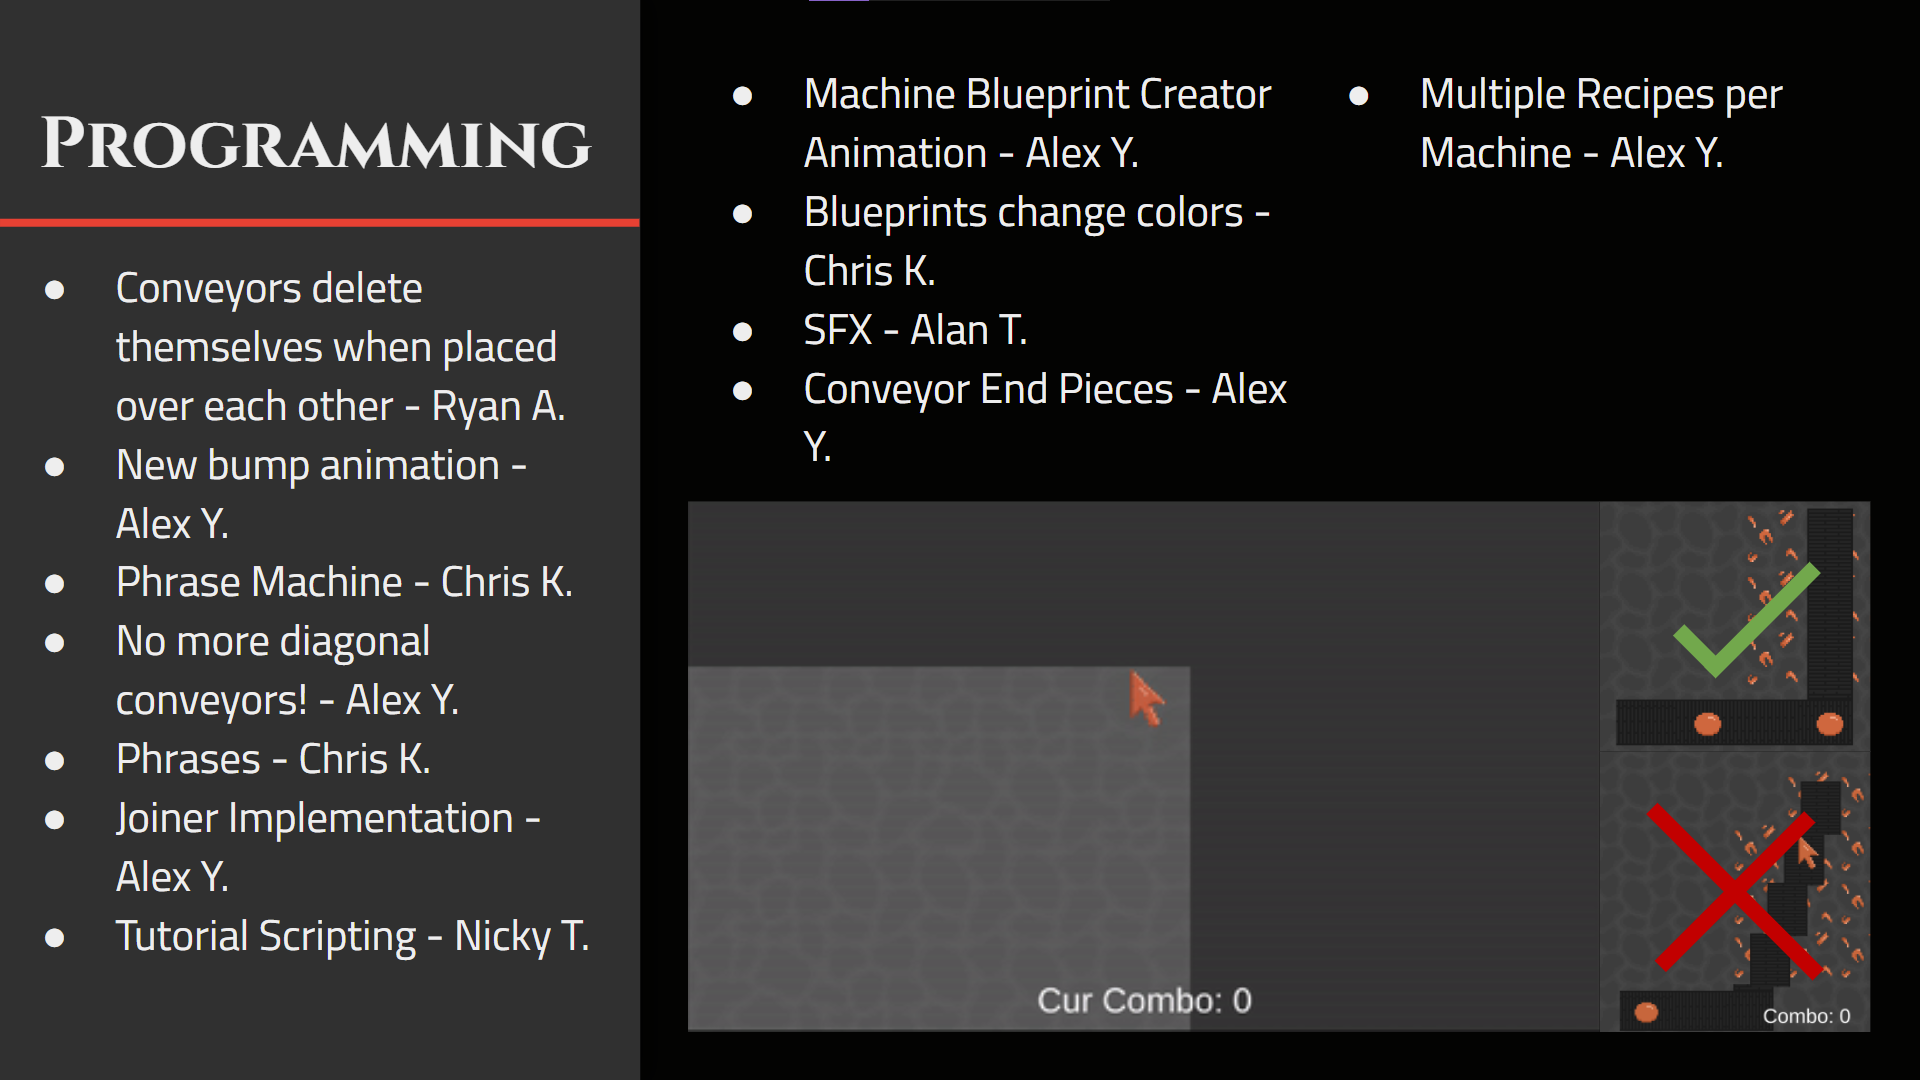 PROGRAMMING
● Conveyors delete
themselves when placed
over each other - Ryan A.
● New bump animation -
Alex Y.
● Phrase Machine - Chris K.
● No more diagonal
conveyors! - Alex Y.
● Phrases - Chris K.
● Joiner Implementation -
Alex Y.
● Tutorial Scripting - Nicky T.
● Machine Blueprint Creator
Animation - Alex Y.
● Blueprints change colors -
Chris K.
● SFX - Alan T.
● Conveyor End Pieces - Alex
Y.
● Multiple Recipes per
Machine - Alex Y.
Cur Combo: 0
Combo: 0